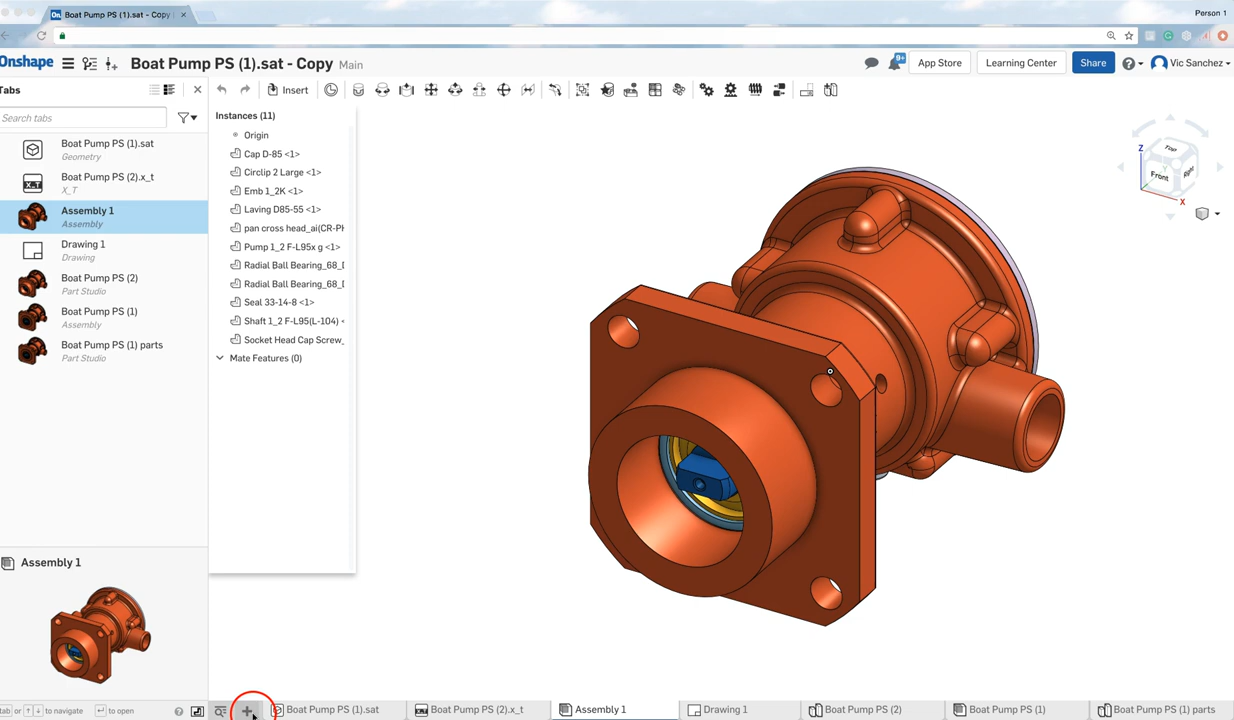 Boat Pump PS (1).sat - Copy
Person 1
Onshape
Boat Pump PS (1).sat - Copy Main
9+
App Store
Learning Center
Share
Vic Sanchez
Tabs
Insert
Search tabs
Boat Pump PS (1).sat
Geometry
X_T
Boat Pump PS (2).x_t
X_T
Assembly 1
Assembly
Drawing 1
Drawing
Boat Pump PS (2)
Part Studio
Boat Pump PS (1)
Assembly
Boat Pump PS (1) parts
Part Studio
Instances (11)
Origin
Cap D-85 <1>
Circlip 2 Large <1>
Emb 1_2K <1>
Laving D85-55 <1>
pan cross head_ai(CR-PH
Pump 1_2 F-L95x g <1>
Radial Ball Bearing_68_D
Radial Ball Bearing_68_D
Seal 33-14-8 <1>
Shaft 1_2 F-L95(L-104) <
Socket Head Cap Screw_
Mate Features (0)
Z
Top
Front
Right
X
Assembly 1
tab or ↑ ↓ to navigate ↵ to open
Boat Pump PS (1).sat
Boat Pump PS (2).x_t
Assembly 1
Drawing 1
Boat Pump PS (2)
Boat Pump PS (1)
Boat Pump PS (1) parts